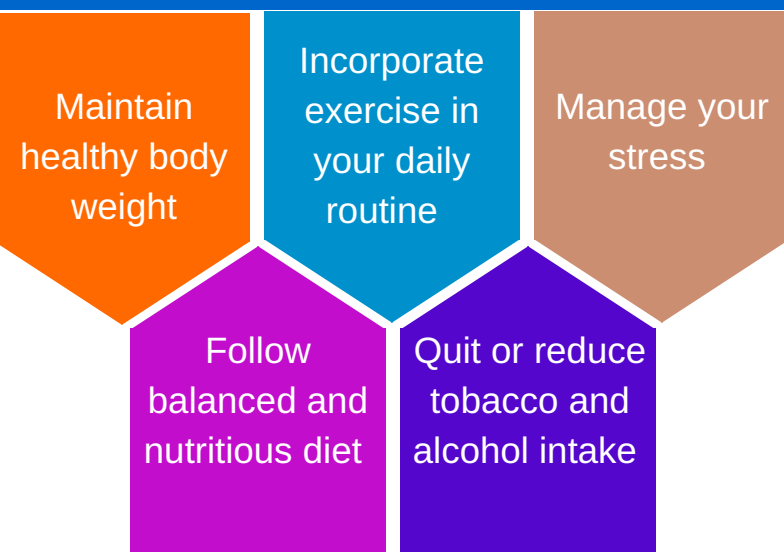 Maintain
healthy body
weight
Incorporate
exercise in
your daily
routine
Manage your
stress
Follow
balanced and
nutritious diet
Quit or reduce
tobacco and
alcohol intake